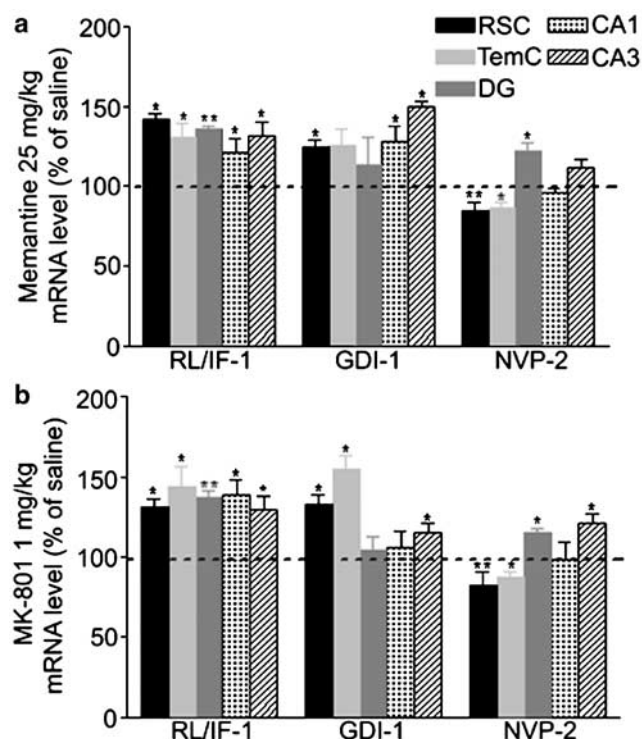 a
200
150
100
50
0
Memantine 25 mg/kg
mRNA level (% of saline)
RSC CA1
TemC CA3
DG
* * ** * *
* * *
** * *
RL/IF-1 GDI-1 NVP-2
b
200
150
100
50
0
MK-801 1 mg/kg
mRNA level (% of saline)
* * ** * *
* * *
** * * *
RL/IF-1 GDI-1 NVP-2